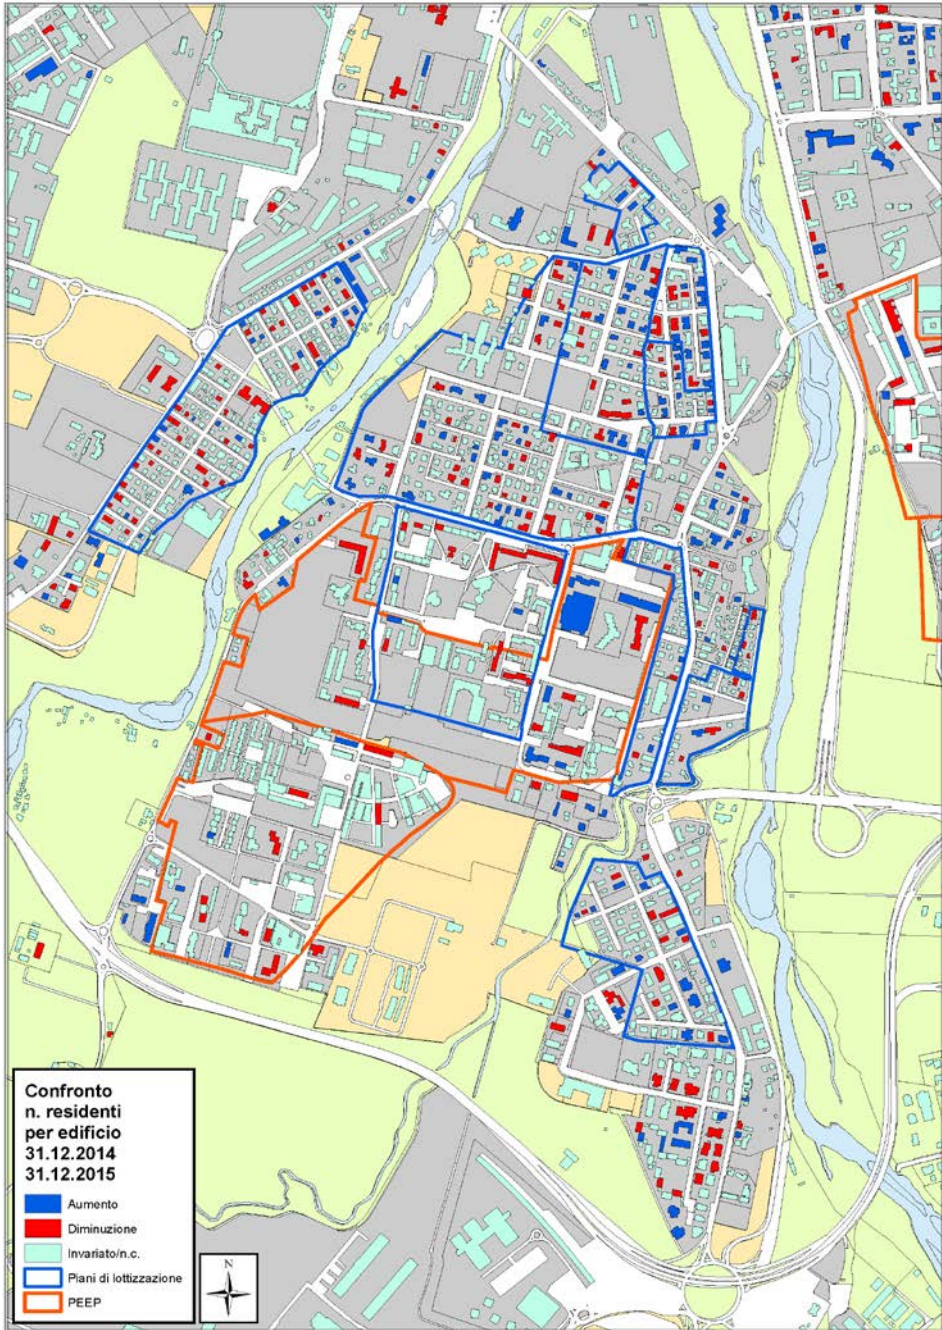 Confronto
n. residenti
per edificio
31.12.2014
31.12.2015
Aumento
Diminuzione
Invariato/n.c.
Piani di lottizzazione
PEEP
N